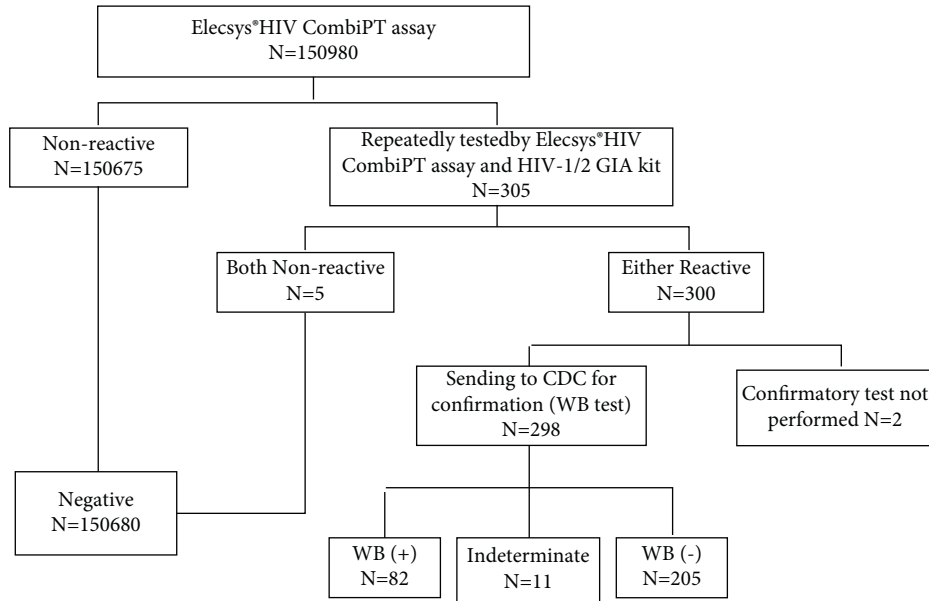 Elecsys®HIV CombiPT assay
N=150980
Non-reactive
N=150675
Repeatedly testedby Elecsys®HIV
CombiPT assay and HIV-1/2 GIA kit
N=305
Both Non-reactive
N=5
Either Reactive
N=300
Sending to CDC for
confirmation (WB test)
N=298
Confirmatory test not
performed N=2
Negative
N=150680
WB (+)
N=82
Indeterminate
N=11
WB (-)
N=205